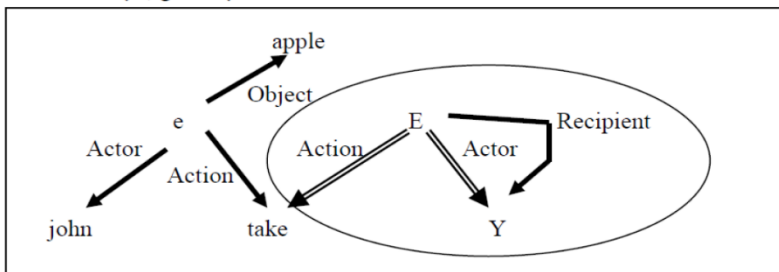 apple
Object
e E Recipient
Actor Action Actor
Action
john take Y